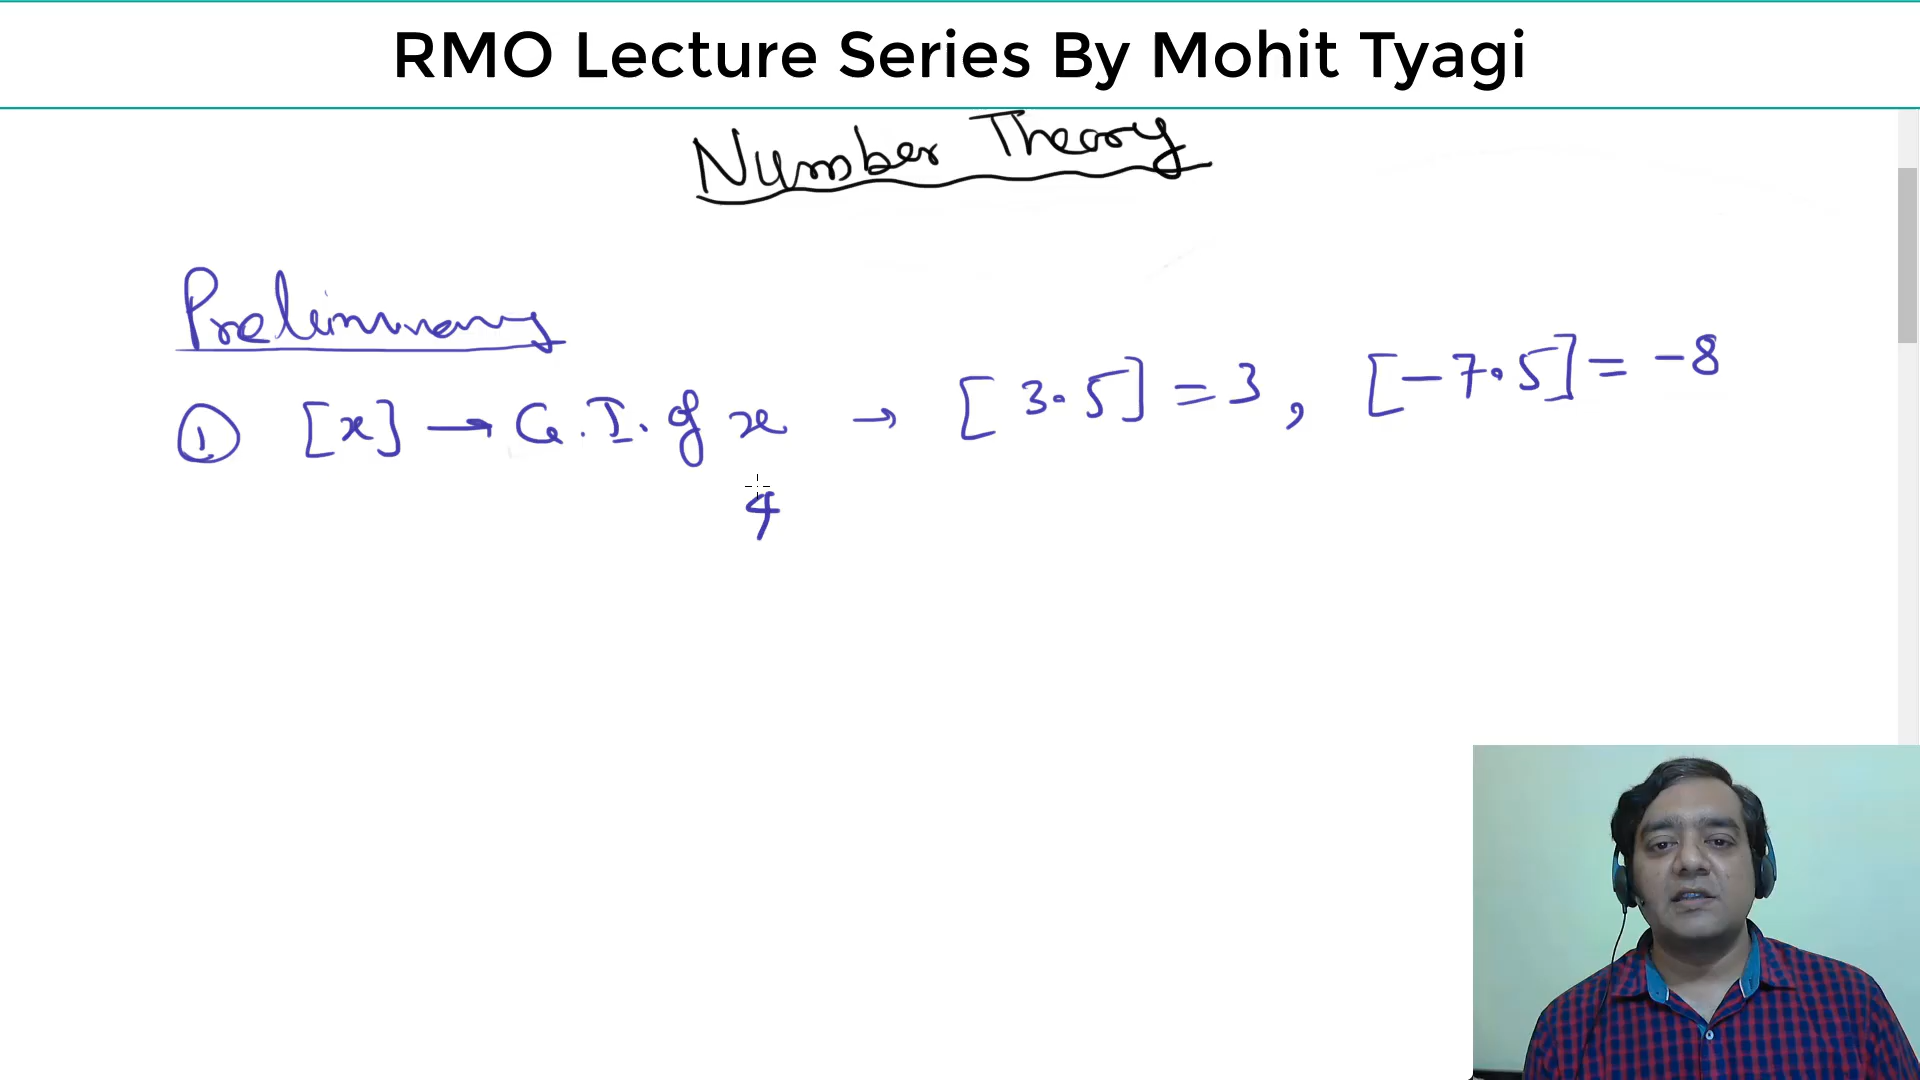 RMO Lecture Series By Mohit Tyagi
Number Theory
Preliminary
① [x] → G.I. of x → [3.5] = 3, [-7.5] = -8
4